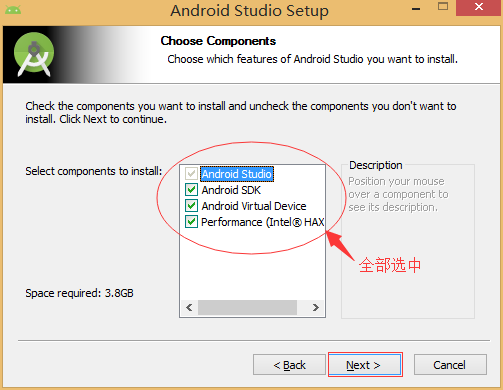 Android Studio Setup
Choose Components
Choose which features of Android Studio you want to install.
Check the components you want to install and uncheck the components you don't want to
install. Click Next to continue.
Select components to install:
Android Studio
Android SDK
Android Virtual Device
Performance (Intel® HAX
Description
Position your mouse
over a component to
see its description.
全部选中
Space required: 3.8GB
< Back
Next >
Cancel